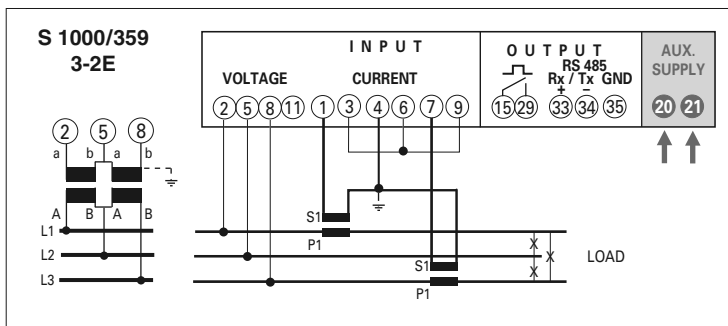 S 1000/359
3-2E
INPUT
VOLTAGE
CURRENT
2 5 8 11 1 3 4 6 7 9
OUTPUT
RS 485
Rx / Tx GND
+ –
15 29 33 34 35
AUX.
SUPPLY
20 21
2 5 8
a b a b
A B A B
L1
L2
L3
S1
P1
S1
P1
X
X
X
LOAD